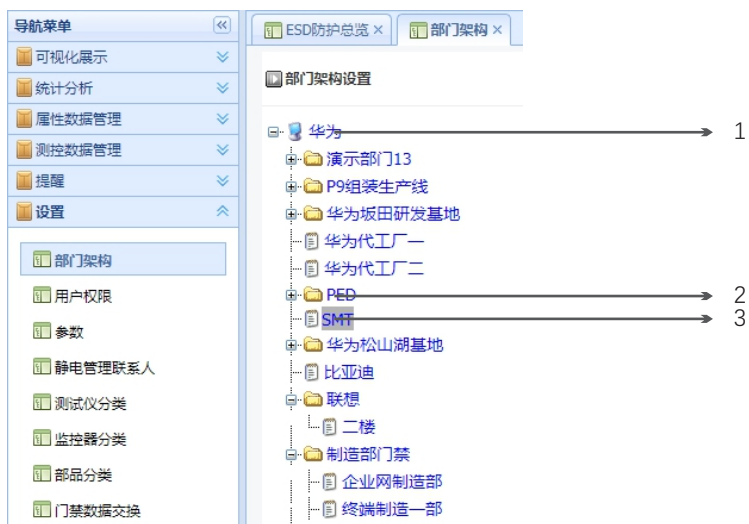 导航菜单
可视化展示
统计分析
属性数据管理
测控数据管理
提醒
设置
部门架构
用户权限
参数
静电管理联系人
测试仪分类
监控器分类
部品分类
门禁数据交换
ESD防护总览 ×
部门架构 ×
部门架构设置
华为
1
演示部门13
P9组装生产线
华为坂田研发基地
华为代工厂一
华为代工厂二
PED
2
SMT
3
华为松山湖基地
比亚迪
联想
二楼
制造部门禁
企业网制造部
终端制造一部